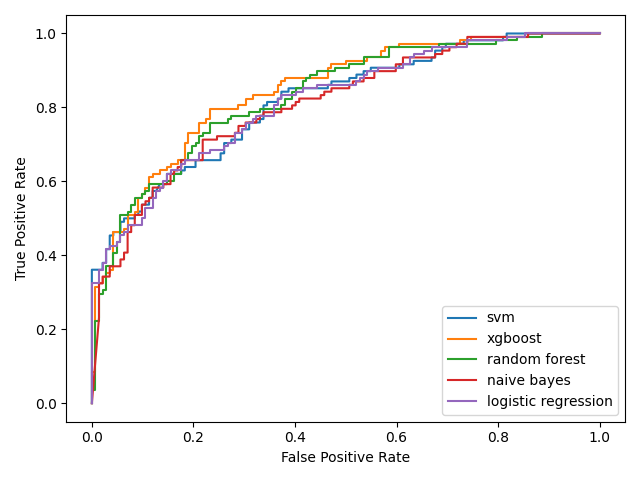 1.0
0.8
0.6
0.4
0.2
0.0
True Positive Rate
svm
xgboost
random forest
naive bayes
logistic regression
0.0 0.2 0.4 0.6 0.8 1.0
False Positive Rate